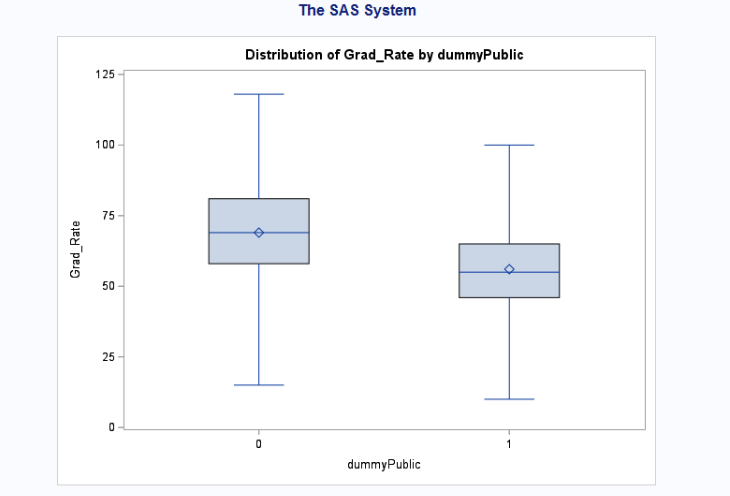 The SAS System
Distribution of Grad_Rate by dummyPublic
125
100
75
50
25
0
Grad_Rate
0 1
dummyPublic